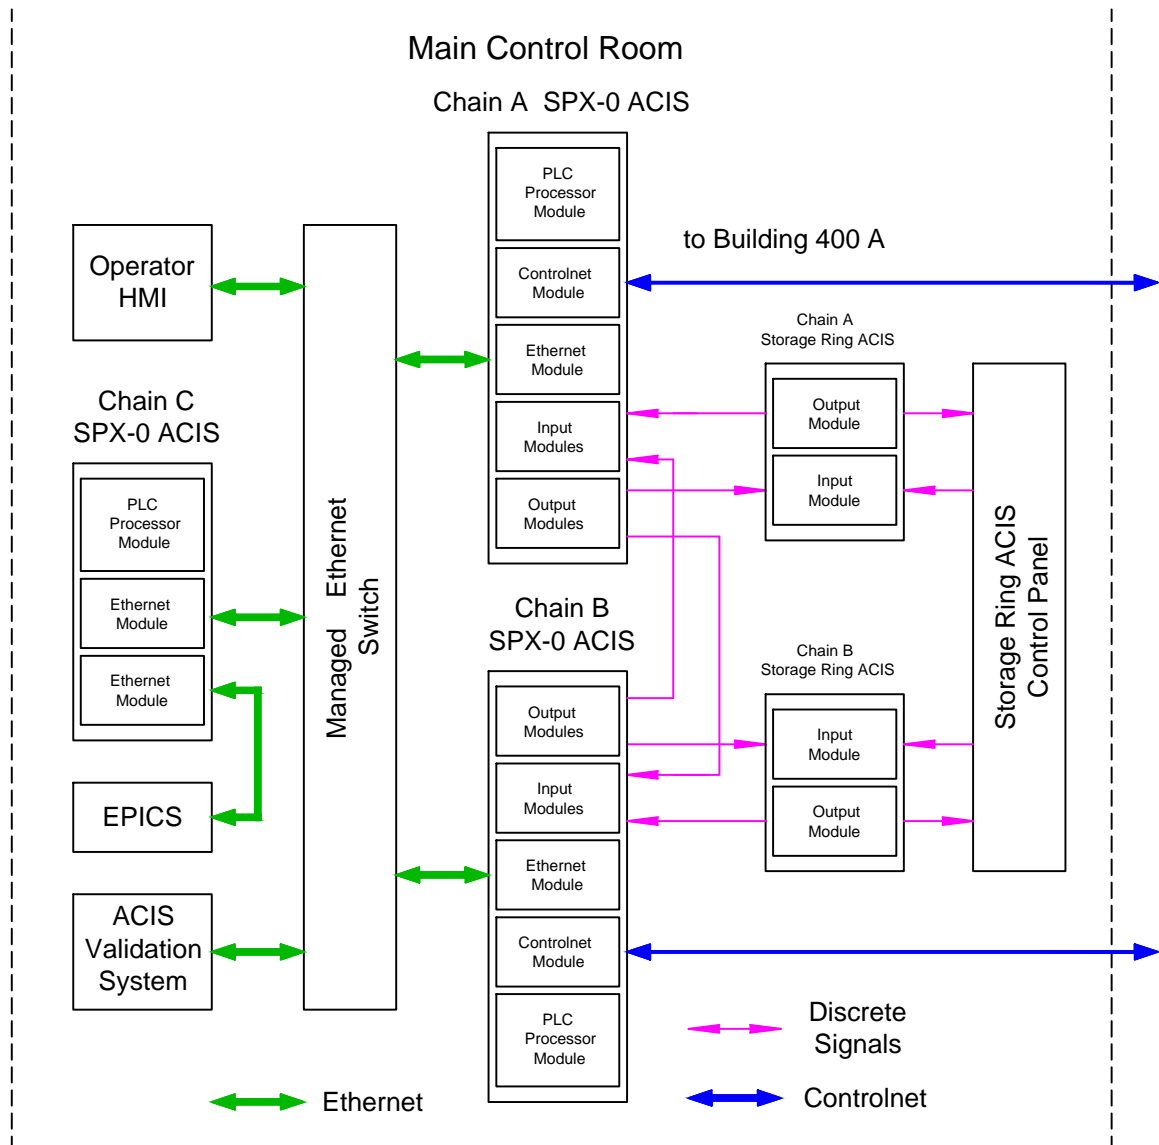 Main Control Room
Chain A SPX-0 ACIS
PLC
Processor
Module
Controlnet
Module
Ethernet
Module
Input
Modules
Output
Modules
to Building 400 A
Operator
HMI
Chain C
SPX-0 ACIS
PLC
Processor
Module
Ethernet
Module
Ethernet
Module
EPICS
ACIS
Validation
System
Managed Ethernet
Switch
Chain A
Storage Ring ACIS
Output
Module
Input
Module
Storage Ring ACIS
Control Panel
Chain B
SPX-0 ACIS
Output
Modules
Input
Modules
Ethernet
Module
Controlnet
Module
PLC
Processor
Module
Chain B
Storage Ring ACIS
Input
Module
Output
Module
Discrete
Signals
Ethernet
Controlnet